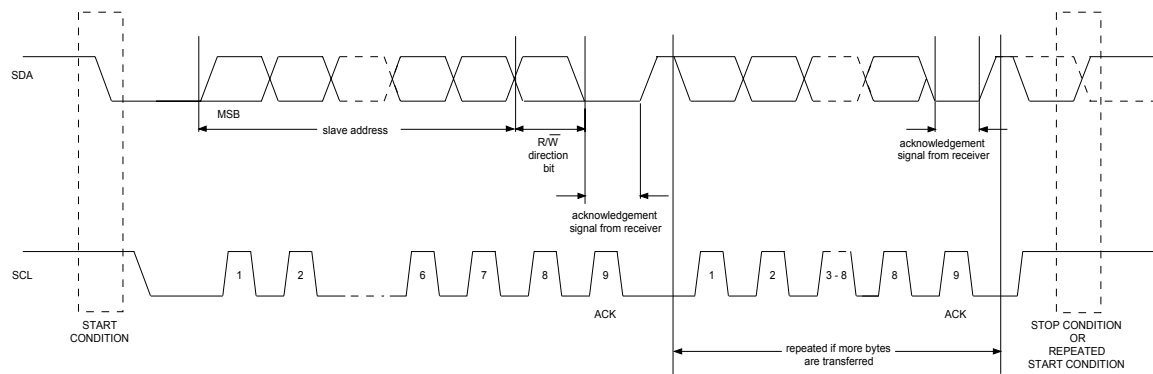 SDA
MSB
slave address
R/W̅
direction
bit
acknowledgement
signal from receiver
acknowledgement
signal from receiver
SCL
1
2
6
7
8
9
1
2
3 - 8
8
9
ACK
ACK
START
CONDITION
repeated if more bytes
are transferred
STOP CONDITION
OR
REPEATED
START CONDITION